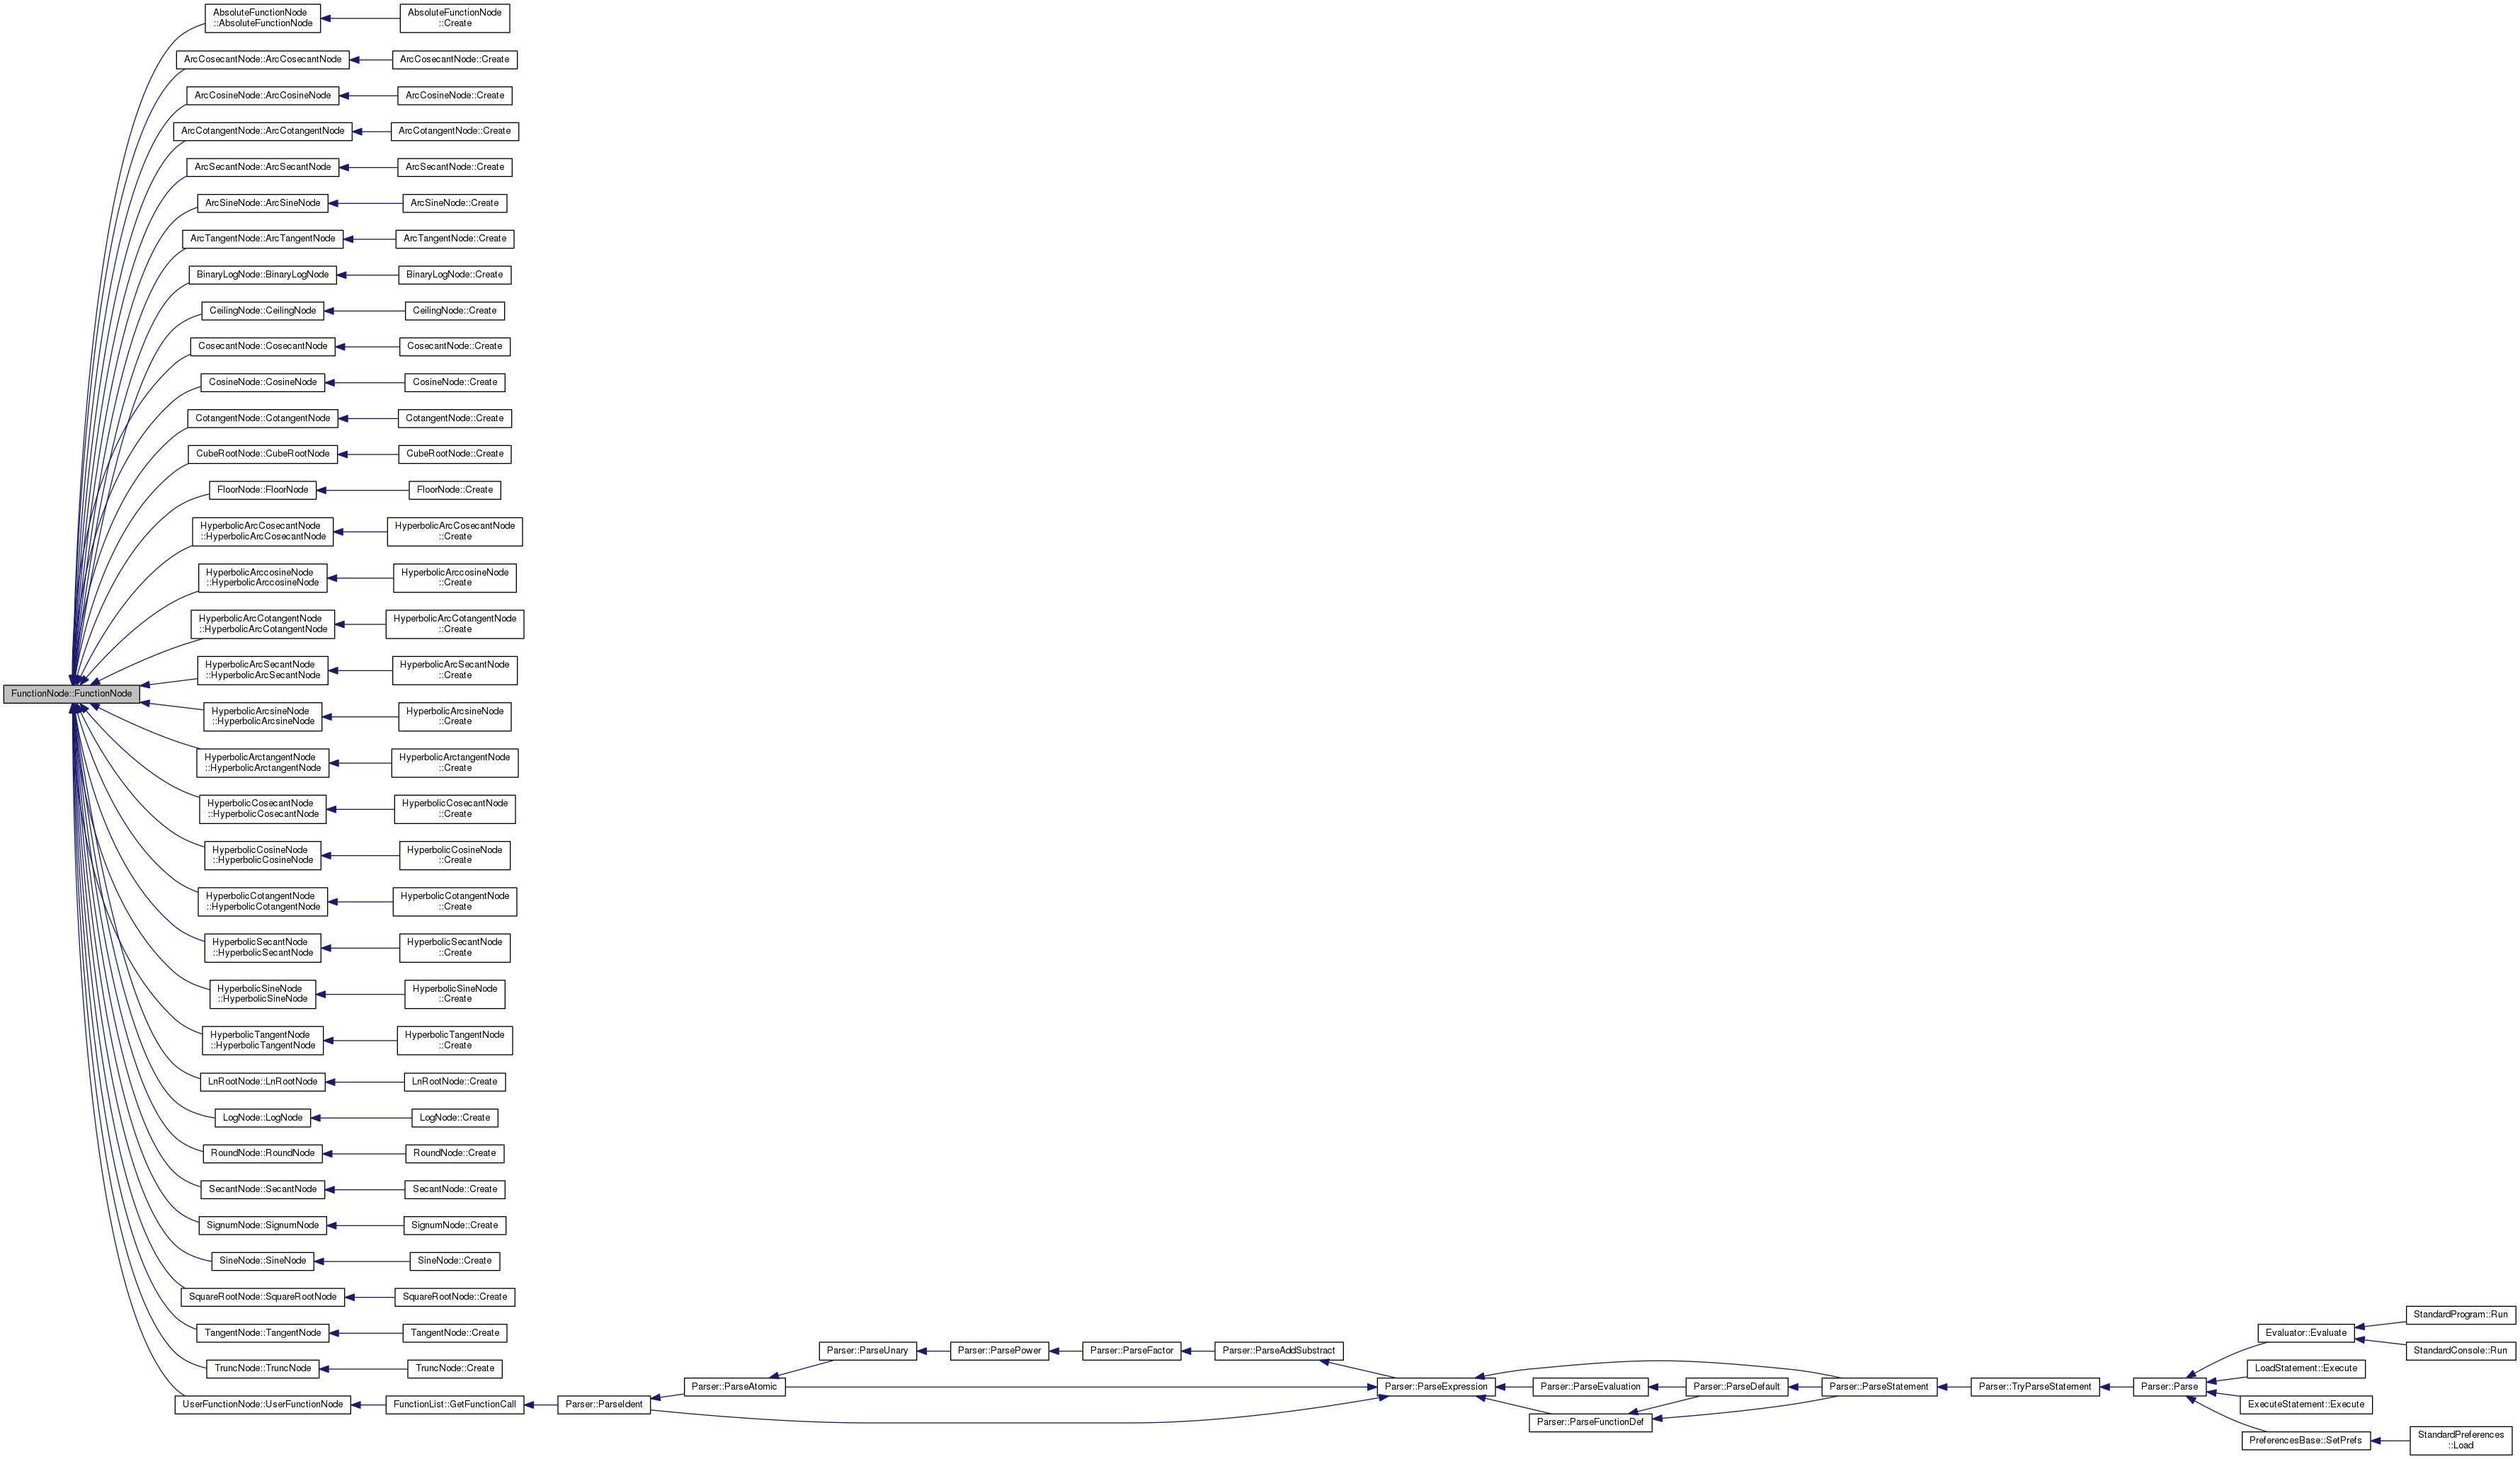 AbsoluteFunctionNode
::AbsoluteFunctionNode
AbsoluteFunctionNode
::Create
ArcCosecantNode::ArcCosecantNode
ArcCosecantNode::Create
ArcCosineNode::ArcCosineNode
ArcCosineNode::Create
ArcCotangentNode::ArcCotangentNode
ArcCotangentNode::Create
ArcSecantNode::ArcSecantNode
ArcSecantNode::Create
ArcSineNode::ArcSineNode
ArcSineNode::Create
ArcTangentNode::ArcTangentNode
ArcTangentNode::Create
BinaryLogNode::BinaryLogNode
BinaryLogNode::Create
CeilingNode::CeilingNode
CeilingNode::Create
CosecantNode::CosecantNode
CosecantNode::Create
CosineNode::CosineNode
CosineNode::Create
CotangentNode::CotangentNode
CotangentNode::Create
CubeRootNode::CubeRootNode
CubeRootNode::Create
FloorNode::FloorNode
FloorNode::Create
HyperbolicArcCosecantNode
::HyperbolicArcCosecantNode
HyperbolicArcCosecantNode
::Create
HyperbolicArccosineNode
::HyperbolicArccosineNode
HyperbolicArccosineNode
::Create
HyperbolicArcCotangentNode
::HyperbolicArcCotangentNode
HyperbolicArcCotangentNode
::Create
HyperbolicArcSecantNode
::HyperbolicArcSecantNode
HyperbolicArcSecantNode
::Create
FunctionNode::FunctionNode
HyperbolicArcsineNode
::HyperbolicArcsineNode
HyperbolicArcsineNode
::Create
HyperbolicArctangentNode
::HyperbolicArctangentNode
HyperbolicArctangentNode
::Create
HyperbolicCosecantNode
::HyperbolicCosecantNode
HyperbolicCosecantNode
::Create
HyperbolicCosineNode
::HyperbolicCosineNode
HyperbolicCosineNode
::Create
HyperbolicCotangentNode
::HyperbolicCotangentNode
HyperbolicCotangentNode
::Create
HyperbolicSecantNode
::HyperbolicSecantNode
HyperbolicSecantNode
::Create
HyperbolicSineNode
::HyperbolicSineNode
HyperbolicSineNode
::Create
HyperbolicTangentNode
::HyperbolicTangentNode
HyperbolicTangentNode
::Create
LnRootNode::LnRootNode
LnRootNode::Create
LogNode::LogNode
LogNode::Create
RoundNode::RoundNode
RoundNode::Create
SecantNode::SecantNode
SecantNode::Create
SignumNode::SignumNode
SignumNode::Create
SineNode::SineNode
SineNode::Create
SquareRootNode::SquareRootNode
SquareRootNode::Create
TangentNode::TangentNode
TangentNode::Create
TruncNode::TruncNode
TruncNode::Create
UserFunctionNode::UserFunctionNode
FunctionList::GetFunctionCall
Parser::ParseIdent
Parser::ParseAtomic
Parser::ParseUnary
Parser::ParsePower
Parser::ParseFactor
Parser::ParseAddSubstract
Parser::ParseExpression
Parser::ParseEvaluation
Parser::ParseFunctionDef
Parser::ParseDefault
Parser::ParseStatement
Parser::TryParseStatement
Parser::Parse
Evaluator::Evaluate
LoadStatement::Execute
ExecuteStatement::Execute
PreferencesBase::SetPrefs
StandardProgram::Run
StandardConsole::Run
StandardPreferences
::Load